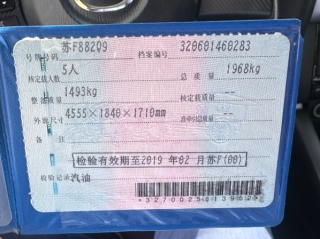 号牌号码 苏F88209 档案编号 320601460283
核定载人数 5人 总质量 1968kg
整备质量 1493kg 核定载质量 --
外廓尺寸 4555×1840×1710mm 准牵引总质量 --
备注
检验有效期至2019 年02 月苏F(00)
检验记录 汽油